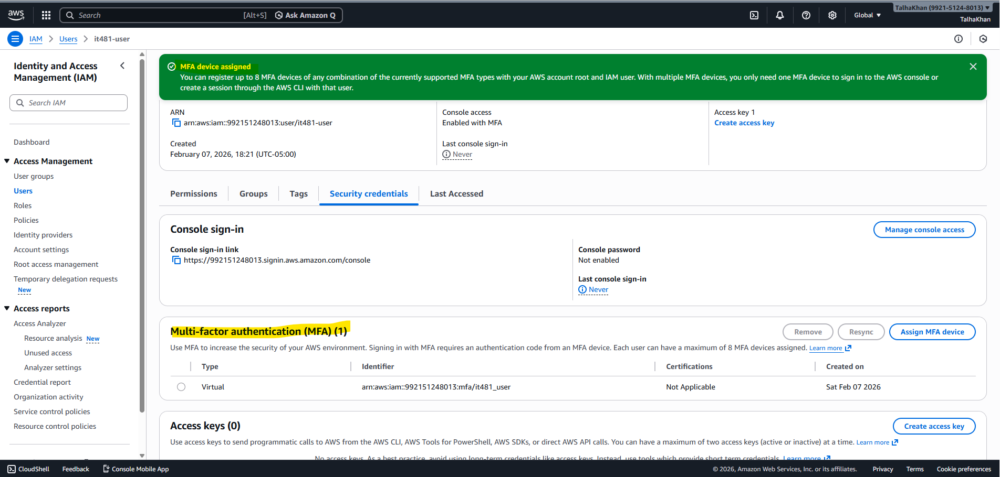 aws
Search [Alt+S] Ask Amazon Q
Global
TalhaKhan (9921-5124-8013)
TalhaKhan
IAM Users it481-user
Identity and Access Management (IAM)
Search IAM
Dashboard
Access Management
User groups
Users
Roles
Policies
Identity providers
Account settings
Root access management
Temporary delegation requests
New
Access reports
Access Analyzer
Resource analysis New
Unused access
Analyzer settings
Credential report
Organization activity
Service control policies
Resource control policies
MFA device assigned
You can register up to 8 MFA devices of any combination of the currently supported MFA types with your AWS account root and IAM user. With multiple MFA devices, you only need one MFA device to sign in to the AWS console or
create a session through the AWS CLI with that user.
ARN
arn:aws:iam::992151248013:user/it481-user
Created
February 07, 2026, 18:21 (UTC-05:00)
Console access
Enabled with MFA
Last console sign-in
Never
Access key 1
Create access key
Permissions Groups Tags Security credentials Last Accessed
Console sign-in
Manage console access
Console sign-in link
https://992151248013.signin.aws.amazon.com/console
Console password
Not enabled
Last console sign-in
Never
Multi-factor authentication (MFA) (1)
Remove Resync Assign MFA device
Use MFA to increase the security of your AWS environment. Signing in with MFA requires an authentication code from an MFA device. Each user can have a maximum of 8 MFA devices assigned. Learn more
Type Identifier Certifications Created on
Virtual arn:aws:iam::992151248013:mfa/it481_user Not Applicable Sat Feb 07 2026
Access keys (0)
Create access key
Use access keys to send programmatic calls to AWS from the AWS CLI, AWS Tools for PowerShell, AWS SDKs, or direct AWS API calls. You can have a maximum of two access keys (active or inactive) at a time. Learn more
No access keys. As a best practice, avoid using long-term credentials like access keys. Instead, use tools which provide short term credentials. Learn more
CloudShell Feedback Console Mobile App
© 2026, Amazon Web Services, Inc. or its affiliates. Privacy Terms Cookie preferences